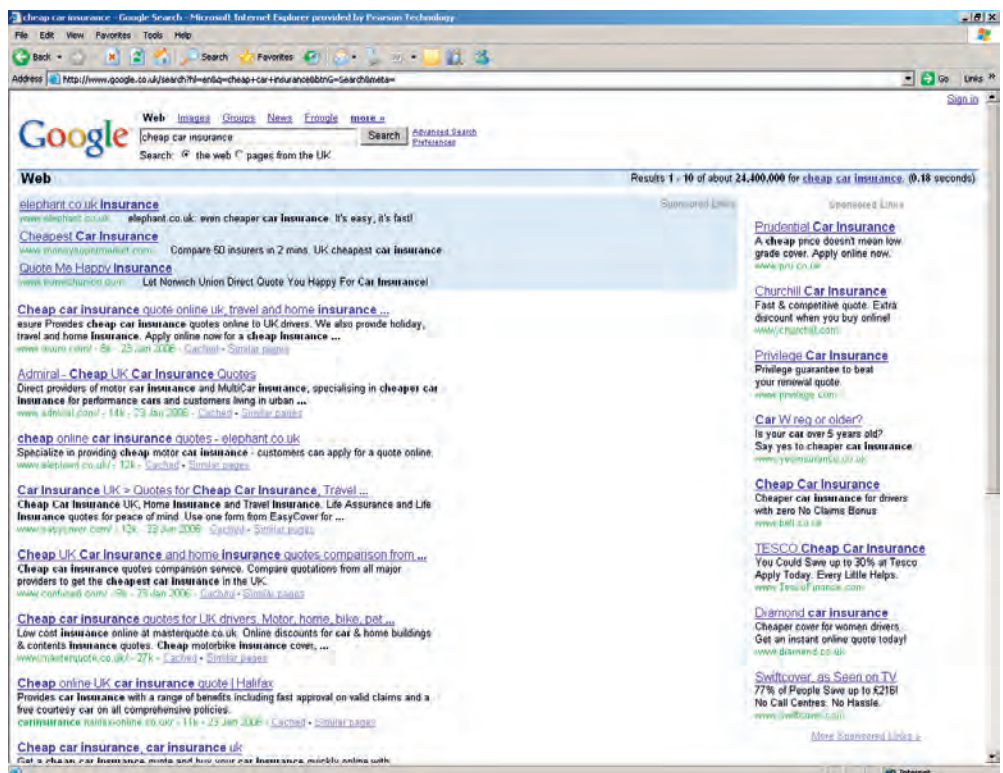 cheap car insurance - Google Search - Microsoft Internet Explorer provided by Pearson Technology
File Edit View Favorites Tools Help
Back Search Favorites
Address http://www.google.co.uk/search?hl=en&q=cheap+car+insurance&btnG=Search&meta= Go Links »
Sign in
Google
Web Images Groups News Froogle more »
cheap car insurance Search Advanced Search
Preferences
Search: the web pages from the UK
Web Results 1 - 10 of about 24,400,000 for cheap car insurance. (0.18 seconds)
elephant.co.uk Insurance Sponsored Links
www.elephant.co.uk elephant.co.uk: even cheaper car insurance. It's easy, it's fast!
Cheapest Car Insurance
www.moneysupermarket.com Compare 60 insurers in 2 mins. UK cheapest car insurance
Quote Me Happy Insurance
www.norwichunion.com Let Norwich Union Direct Quote You Happy For Car Insurance!
Cheap car insurance quote online uk, travel and home insurance ...
esure Provides cheap car insurance quotes online to UK drivers. We also provide holiday,
travel and home insurance. Apply online now for a cheap insurance ...
www.esure.com/ - 8k - 23 Jan 2006 - Cached - Similar pages
Admiral - Cheap UK Car Insurance Quotes
Direct providers of motor car insurance and MultiCar insurance, specialising in cheaper car
insurance for performance cars and customers living in urban ...
www.admiral.com/ - 14k - 23 Jan 2006 - Cached - Similar pages
cheap online car insurance quotes - elephant.co.uk
Specialize in providing cheap motor car insurance - customers can apply for a quote online.
www.elephant.co.uk/ - 12k - Cached - Similar pages
Car Insurance UK > Quotes for Cheap Car Insurance, Travel ...
Cheap Car Insurance UK, Home Insurance and Travel Insurance. Life Assurance and Life
Insurance quotes for peace of mind. Use one form from EasyCover for ...
www.easycover.com/ - 12k - 23 Jan 2006 - Cached - Similar pages
Cheap UK Car Insurance and home insurance quotes comparison from ...
Cheap car insurance quotes comparison service. Compare quotations from all major
providers to get the cheapest car insurance in the UK.
www.confused.com/ - 9k - 23 Jan 2006 - Cached - Similar pages
Cheap car insurance quotes for UK drivers. Motor, home, bike, pet ...
Low cost insurance online at masterquote.co.uk. Online discounts for car & home buildings
& contents insurance quotes. Cheap motorbike insurance cover, ...
www.masterquote.co.uk/ - 27k - Cached - Similar pages
Cheap online UK car insurance quote | Halifax
Provides car insurance with a range of benefits including fast approval on valid claims and a
free courtesy car on all comprehensive policies.
carinsurance.halifax-online.co.uk/ - 11k - 23 Jan 2006 - Cached - Similar pages
Cheap car insurance, car insurance uk
Get a cheap car insurance quote and buy your car insurance quickly online with
Sponsored Links
Prudential Car Insurance
A cheap price doesn't mean low
grade cover. Apply online now.
www.pru.co.uk
Churchill Car Insurance
Fast & competitive quote. Extra
discount when you buy online!
www.churchill.com
Privilege Car Insurance
Privilege guarantee to beat
your renewal quote.
www.privilege.com
Car W reg or older?
Is your car over 5 years old?
Say yes to cheaper car insurance
www.yesinsurance.co.uk
Cheap Car Insurance
Cheaper car insurance for drivers
with zero No Claims Bonus
www.bell.co.uk
TESCO Cheap Car Insurance
You Could Save up to 30% at Tesco
Apply Today. Every Little Helps.
www.TescoFinance.com
Diamond car insurance
Cheaper cover for women drivers.
Get an instant online quote today!
www.diamond.co.uk
Swiftcover, as Seen on TV
77% of People Save up to £216!
No Call Centres. No Hassle.
www.Swiftcover.com
More Sponsored Links »
Internet